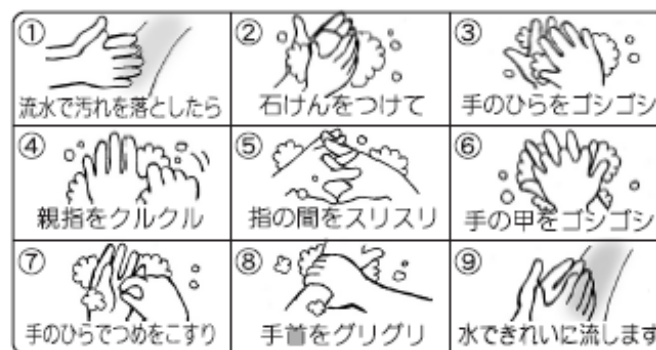 ①
流水で汚れを落としたら
②
石けんをつけて
③
手のひらをゴシゴシ
④
親指をクルクル
⑤
指の間をスリスリ
⑥
手の甲をゴシゴシ
⑦
手のひらでつめをこすり
⑧
手首をグリグリ
⑨
水できれいに流します